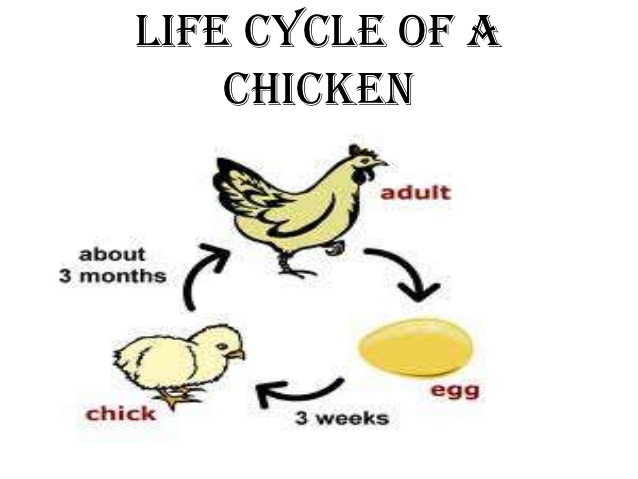 LIFE CYCLE OF A
CHICKEN
adult
about
3 months
egg
chick
3 weeks